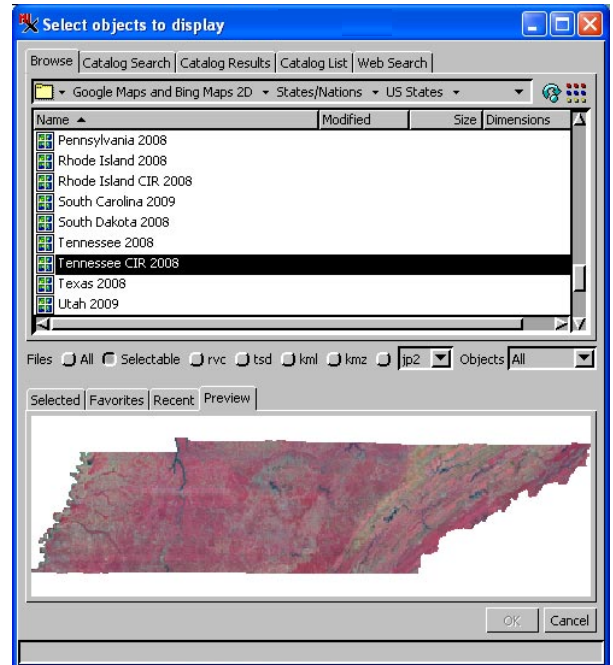 Select objects to display
Browse Catalog Search Catalog Results Catalog List Web Search
Google Maps and Bing Maps 2D States/Nations US States
Name Modified Size Dimensions
Pennsylvania 2008
Rhode Island 2008
Rhode Island CIR 2008
South Carolina 2009
South Dakota 2008
Tennessee 2008
Tennessee CIR 2008
Texas 2008
Utah 2009
Files All Selectable rvc tsd kml kmz jp2 Objects All
Selected Favorites Recent Preview
OK Cancel